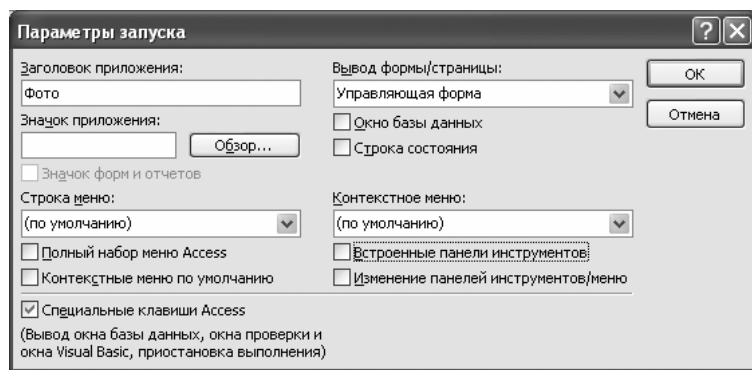 Параметры запуска
Заголовок приложения:
Фото
Значок приложения:
Обзор...
Значок форм и отчетов
Строка меню:
(по умолчанию)
Полный набор меню Access
Контекстные меню по умолчанию
Вывод формы/страницы:
Управляющая форма
Окно базы данных
Строка состояния
Контекстное меню:
(по умолчанию)
Встроенные панели инструментов
Изменение панелей инструментов/меню
Специальные клавиши Access
(Вывод окна базы данных, окна проверки и
окна Visual Basic, приостановка выполнения)
ОК
Отмена